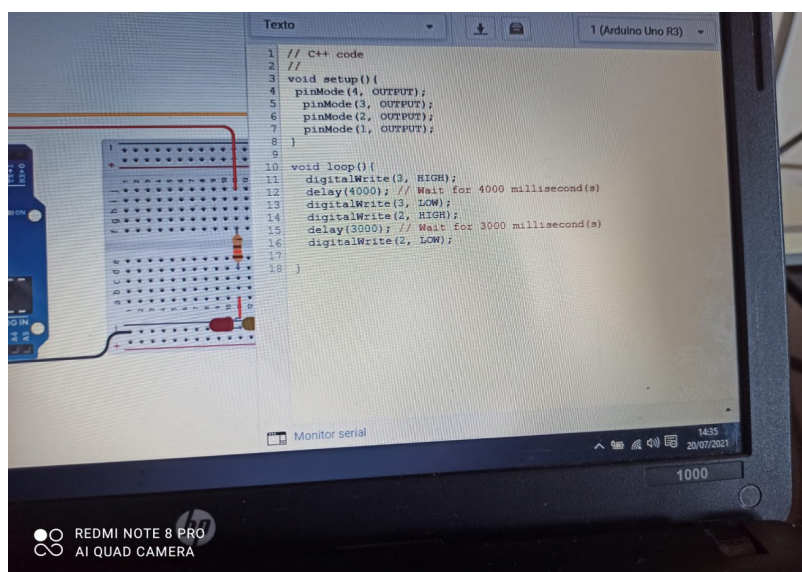 Texto
1 (Arduino Uno R3)
1 // C++ code
2 //
3 void setup(){
4 pinMode(4, OUTPUT);
5 pinMode(3, OUTPUT);
6 pinMode(2, OUTPUT);
7 pinMode(1, OUTPUT);
8 }
9
10 void loop(){
11 digitalWrite(3, HIGH);
12 delay(4000); // Wait for 4000 millisecond(s)
13 digitalWrite(3, LOW);
14 digitalWrite(2, HIGH);
15 delay(3000); // Wait for 3000 millisecond(s)
16 digitalWrite(2, LOW);
17
18 }
Monitor serial
14:35
20/07/2021
1000
hp
REDMI NOTE 8 PRO
AI QUAD CAMERA